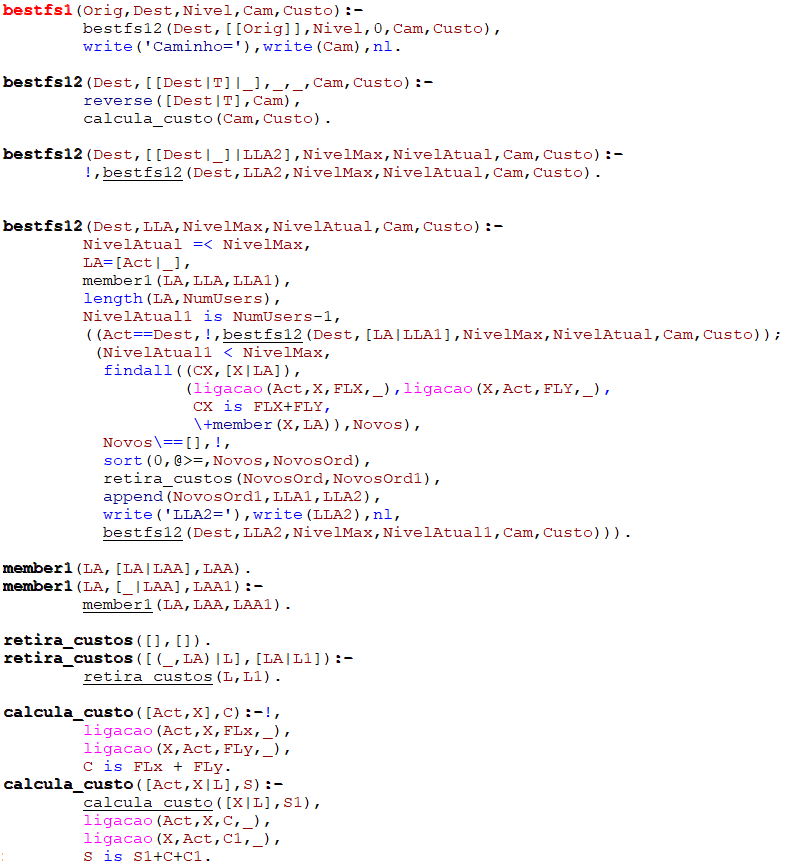 bestfs1(Orig,Dest,Nivel,Cam,Custo):-
bestfs12(Dest,[[Orig]],Nivel,0,Cam,Custo),
write('Caminho='),write(Cam),nl.
bestfs12(Dest,[[Dest|T]|_],_,_,Cam,Custo):-
reverse([Dest|T],Cam),
calcula_custo(Cam,Custo).
bestfs12(Dest,[[Dest|_]|LLA2],NivelMax,NivelAtual,Cam,Custo):-
!,bestfs12(Dest,LLA2,NivelMax,NivelAtual,Cam,Custo).
bestfs12(Dest,LLA,NivelMax,NivelAtual,Cam,Custo):-
NivelAtual =< NivelMax,
LA=[Act|_],
member1(LA,LLA,LLA1),
length(LA,NumUsers),
NivelAtual1 is NumUsers-1,
((Act==Dest,!,bestfs12(Dest,[LA|LLA1],NivelMax,NivelAtual,Cam,Custo));
(NivelAtual1 < NivelMax,
findall((CX,[X|LA]),
(ligacao(Act,X,FLX,_),ligacao(X,Act,FLY,_),
CX is FLX+FLY,
\+member(X,LA)),Novos),
Novos\==[],!,
sort(0,@>=,Novos,NovosOrd),
retira_custos(NovosOrd,NovosOrd1),
append(NovosOrd1,LLA1,LLA2),
write('LLA2='),write(LLA2),nl,
bestfs12(Dest,LLA2,NivelMax,NivelAtual1,Cam,Custo))).
member1(LA,[LA|LAA],LAA).
member1(LA,[_|LAA],LAA1):-
member1(LA,LAA,LAA1).
retira_custos([],[]).
retira_custos([(_,LA)|L],[LA|L1]):-
retira_custos(L,L1).
calcula_custo([Act,X],C):-!,
ligacao(Act,X,FLx,_),
ligacao(X,Act,FLy,_),
C is FLx + FLy.
calcula_custo([Act,X|L],S):-
calcula_custo([X|L],S1),
ligacao(Act,X,C,_),
ligacao(X,Act,C1,_),
S is S1+C+C1.